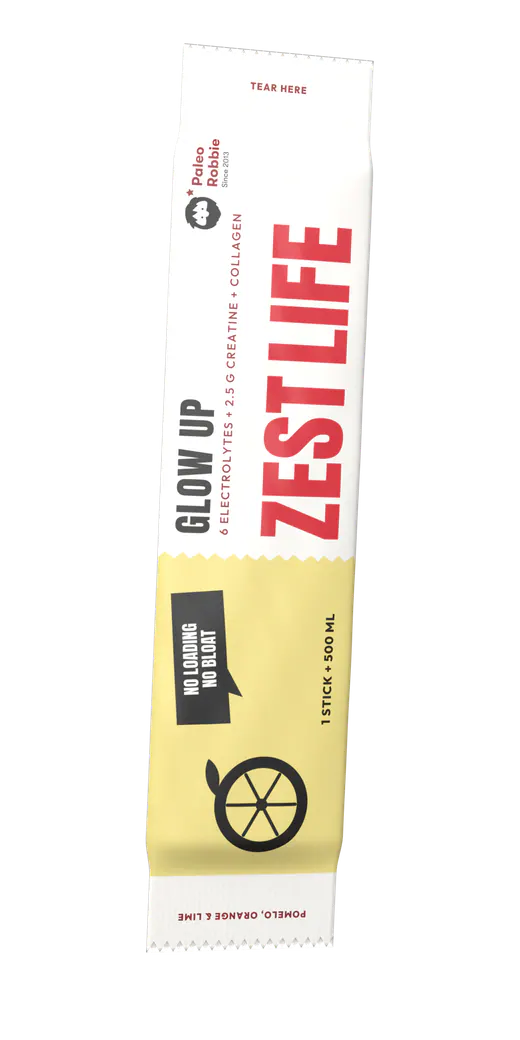 TEAR HERE
Paleo
Robbie
Since 2013
GLOW UP
6 ELECTROLYTES + 2.5 G CREATINE + COLLAGEN
ZEST LIFE
NO LOADING
NO BLOAT
1 STICK + 500 ML
POMELO, ORANGE & LIME